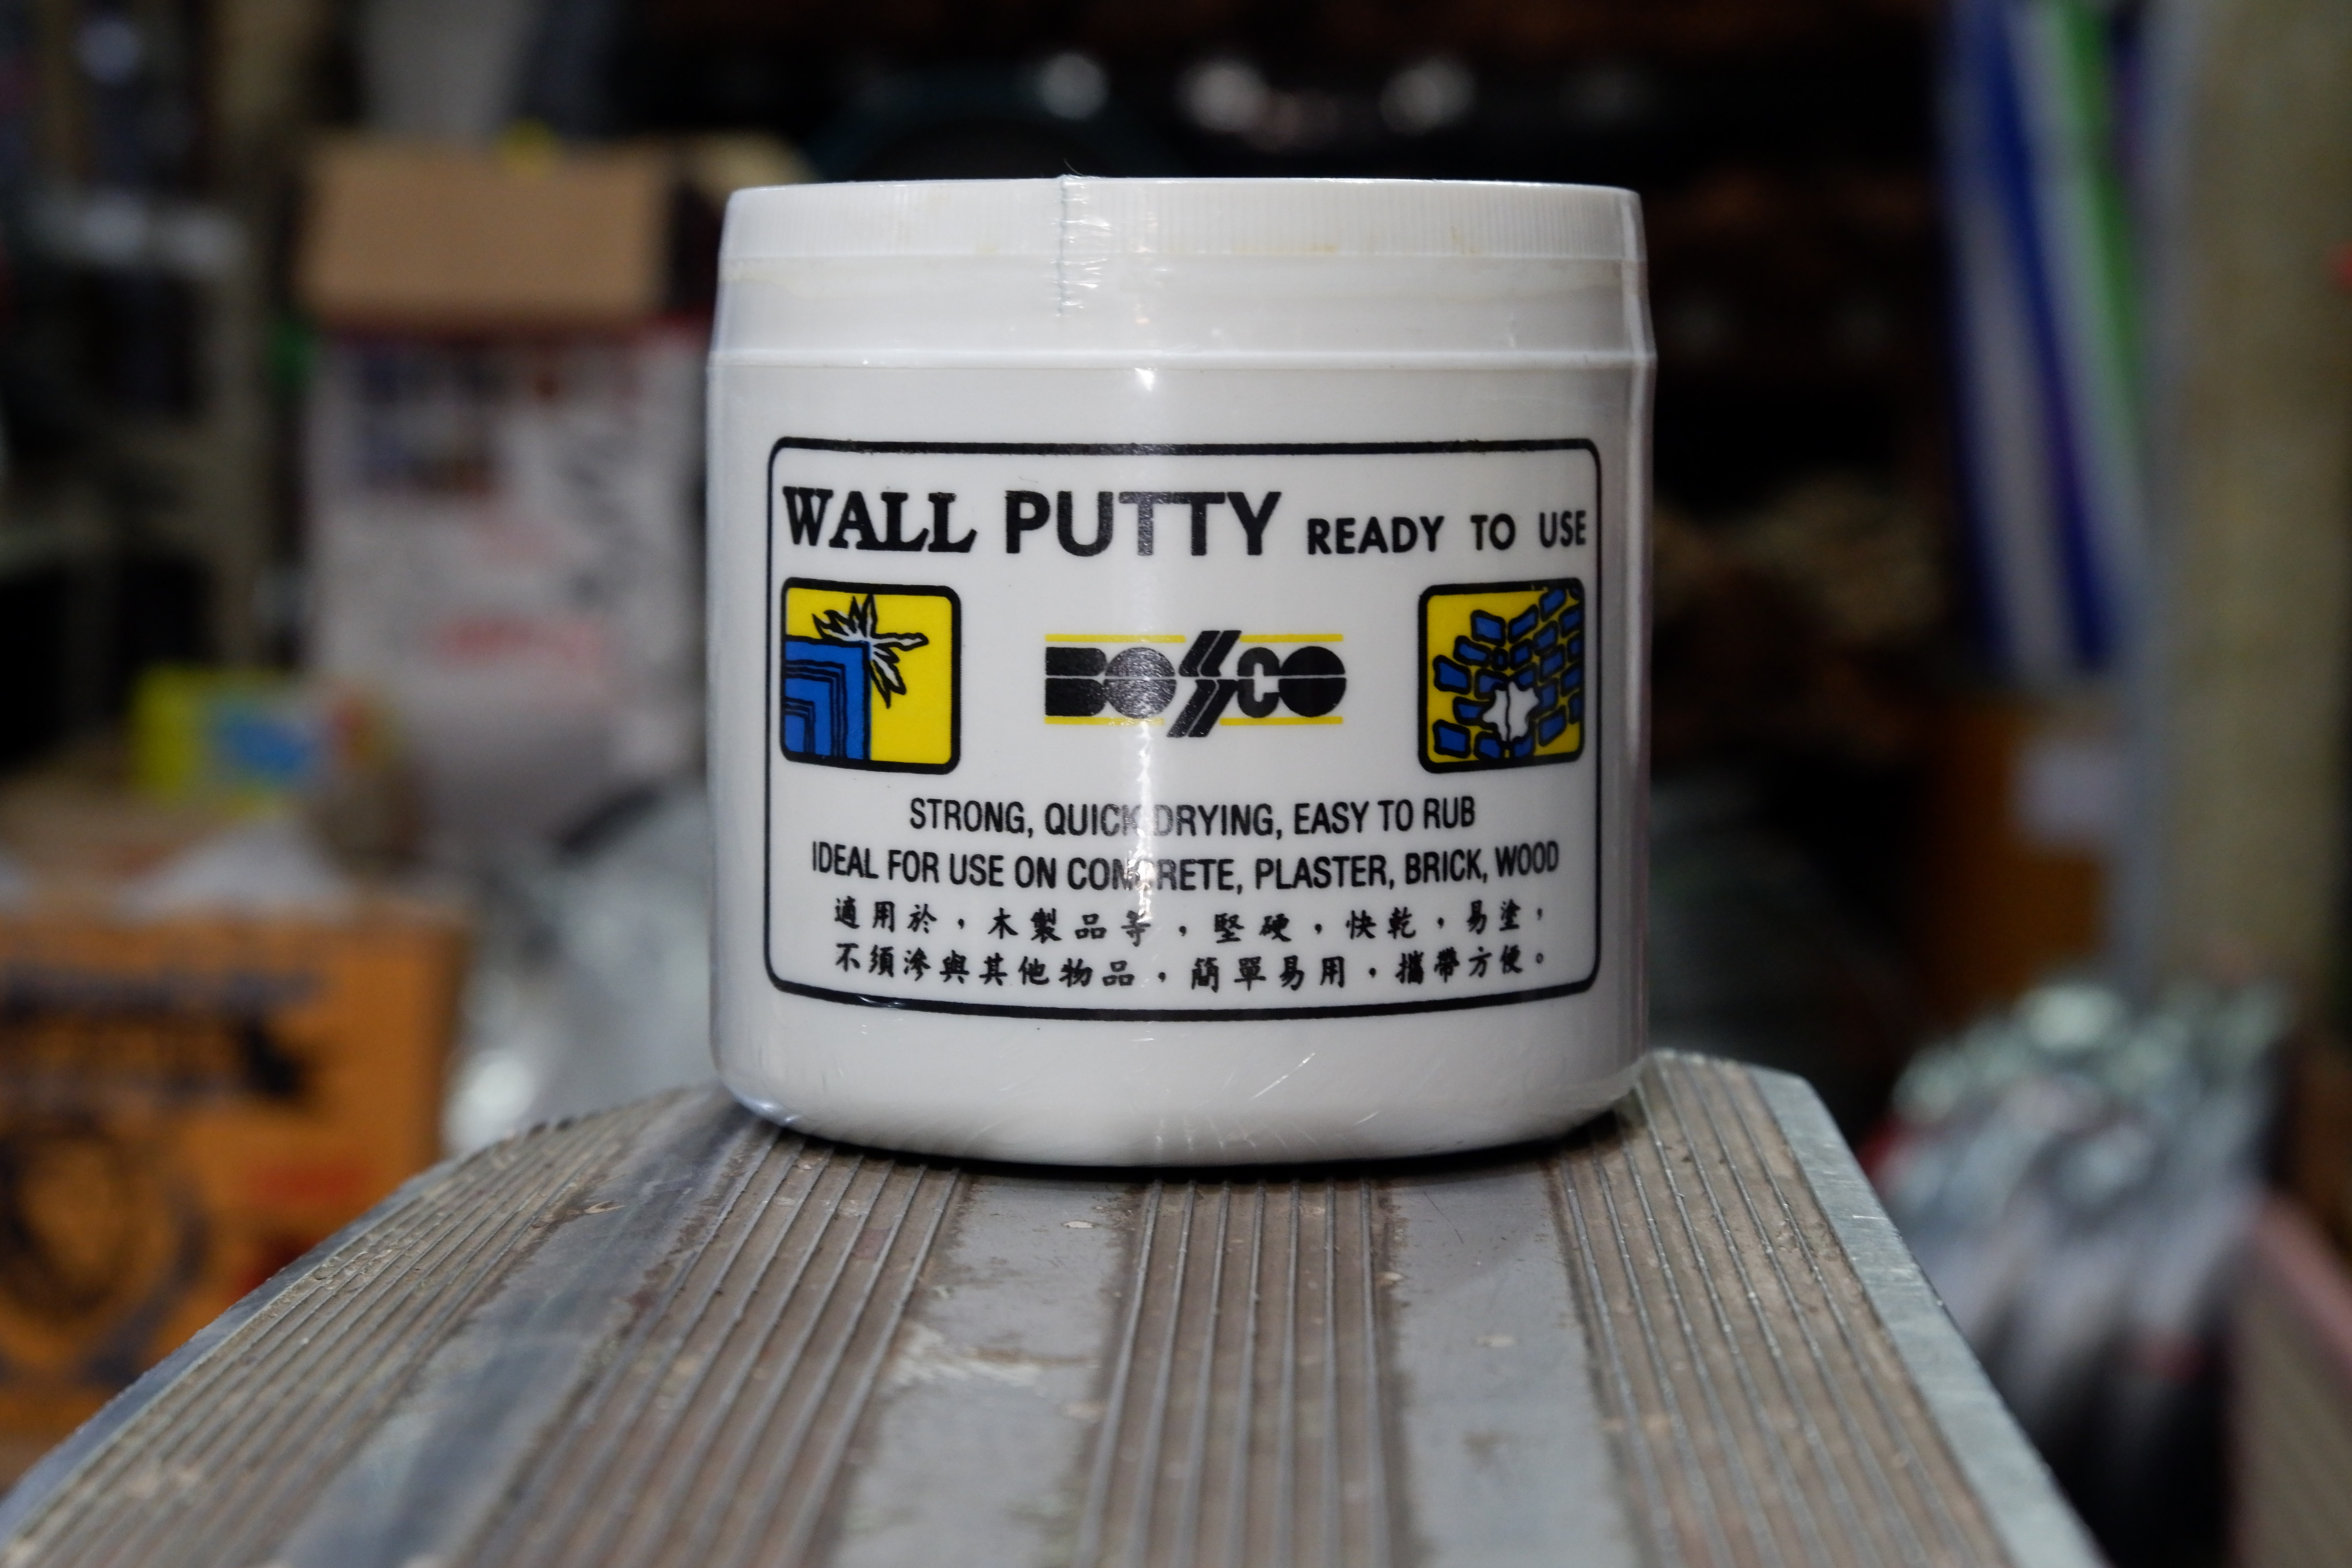 WALL PUTTY READY TO USE
BOSCO
STRONG, QUICK DRYING, EASY TO RUB
IDEAL FOR USE ON CONCRETE, PLASTER, BRICK, WOOD
適用於，木製品等，堅硬，快乾，易塗，
不須滲與其他物品，簡單易用，攜帶方便。